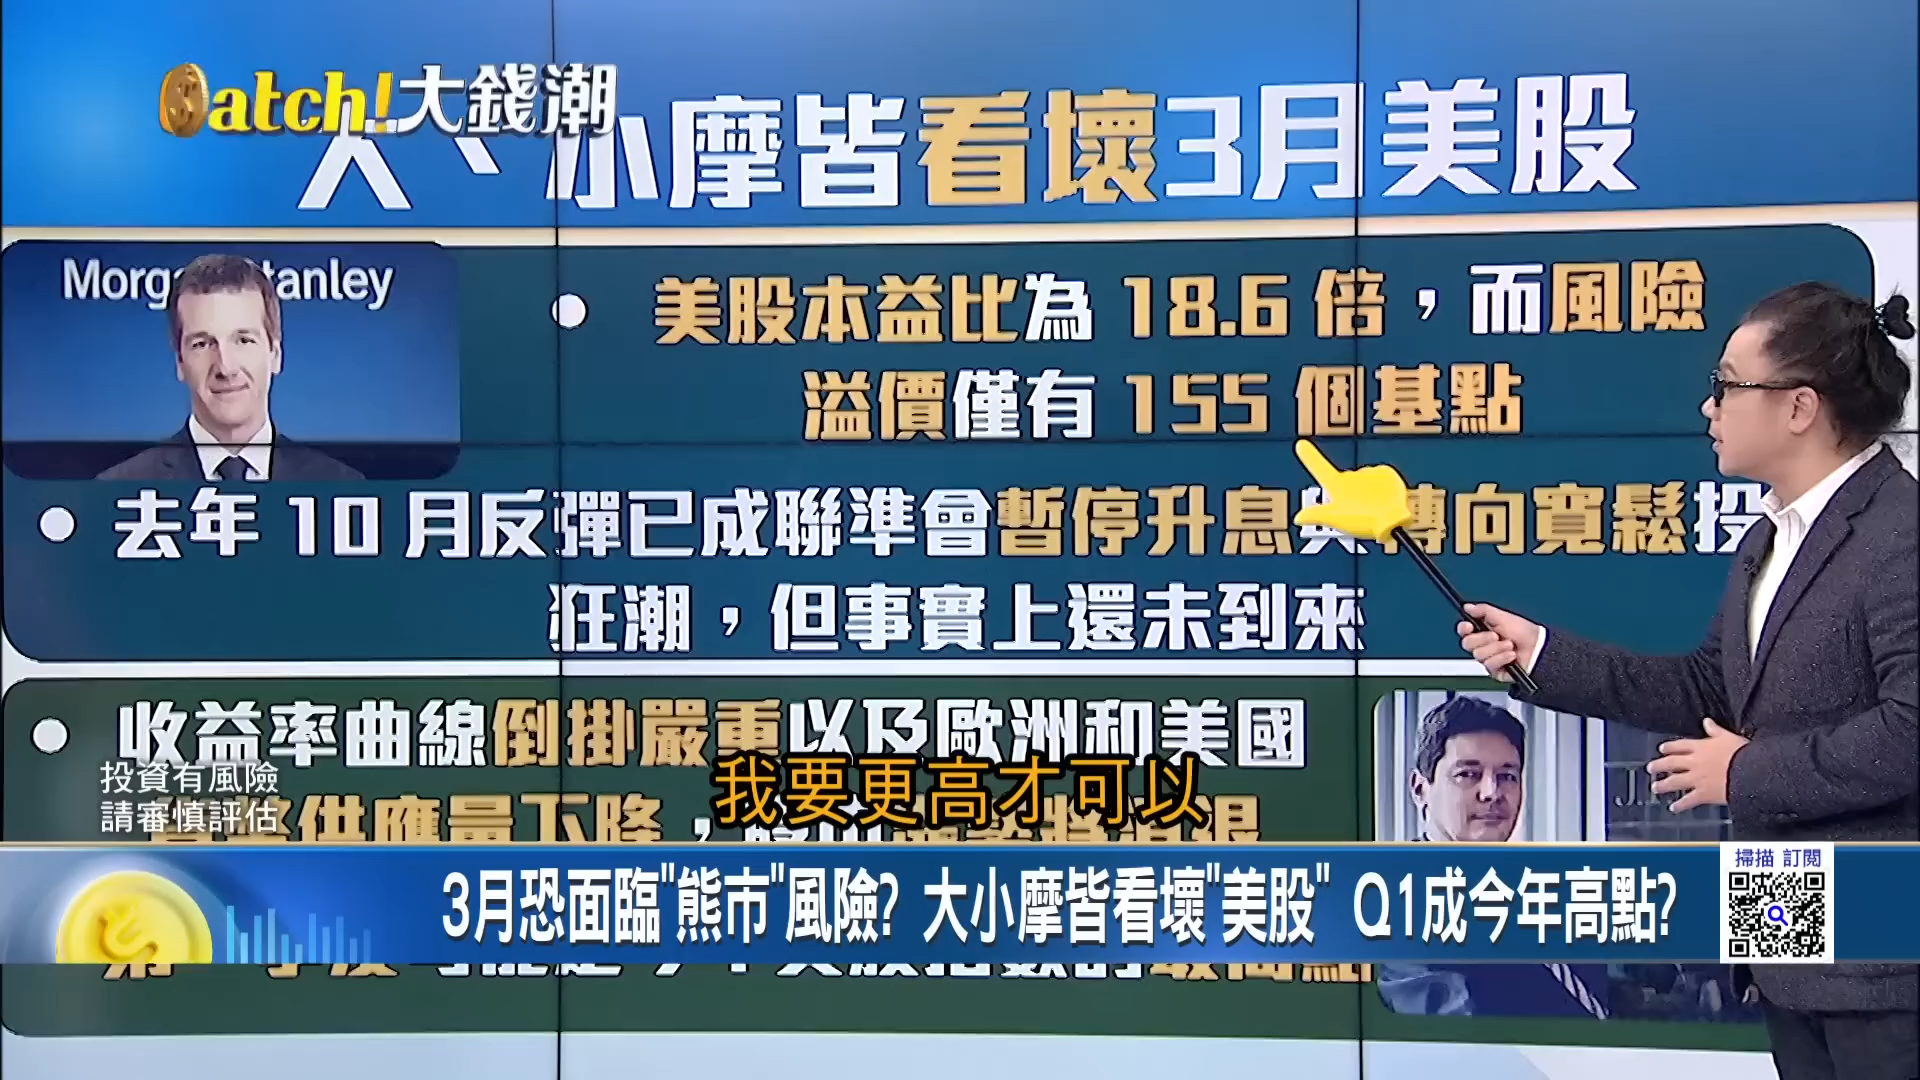 Catch!大錢潮
大、小摩皆看壞3月美股
Morgan Stanley
美股本益比為 18.6 倍，而風險
溢價僅有 155 個基點
去年 10 月反彈已成聯準會暫停升息與轉向寬鬆投
狂潮，但事實上還未到來
收益率曲線倒掛嚴重以及歐洲和美國
投資有風險
請審慎評估
供應量下降，
我要更高才可以
3月恐面臨"熊市"風險? 大小摩皆看壞"美股" Q1成今年高點?
掃描 訂閱